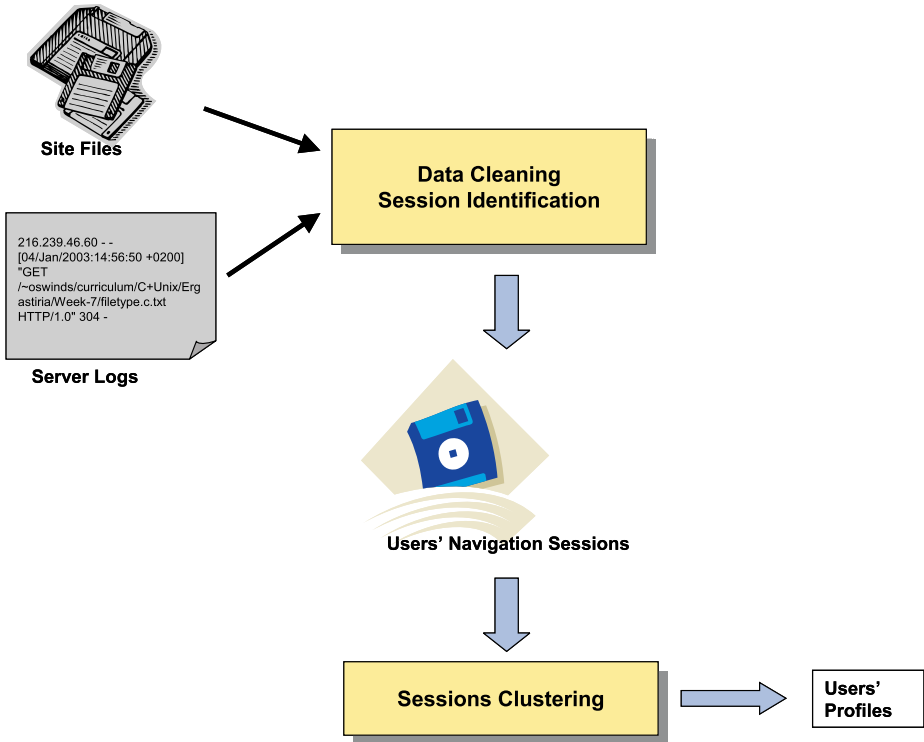 Site Files
Data Cleaning
Session Identification
216.239.46.60 - -
[04/Jan/2003:14:56:50 +0200]
"GET
/~oswinds/curriculum/C+Unix/Erg
astiria/Week-7/filetype.c.txt
HTTP/1.0" 304 -
Server Logs
Users’ Navigation Sessions
Sessions Clustering
Users’
Profiles